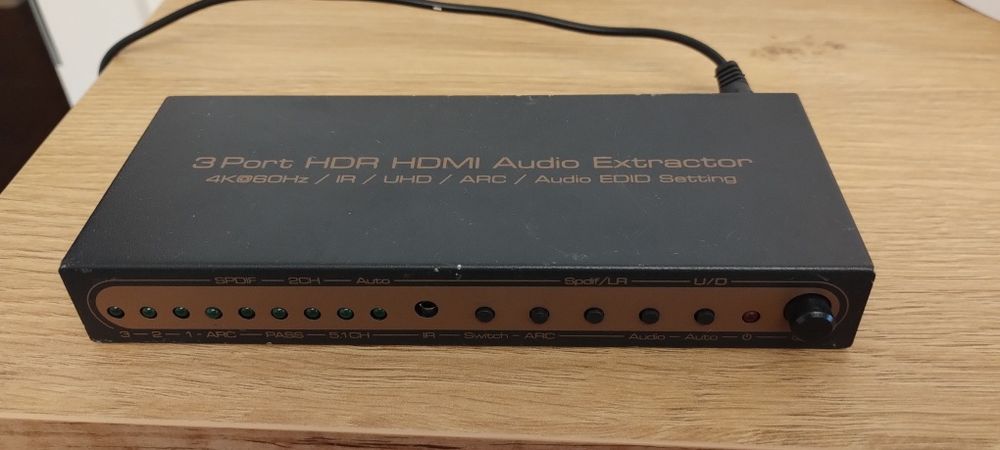 3 Port HDR HDMI Audio Extractor
4K@60Hz / IR / UHD / ARC / Audio EDID Setting
SPDIF 2CH Auto Spdif/LR U/D
3 - 2 - 1 - ARC PASS 5.1CH IR Switch - ARC Audio - Auto